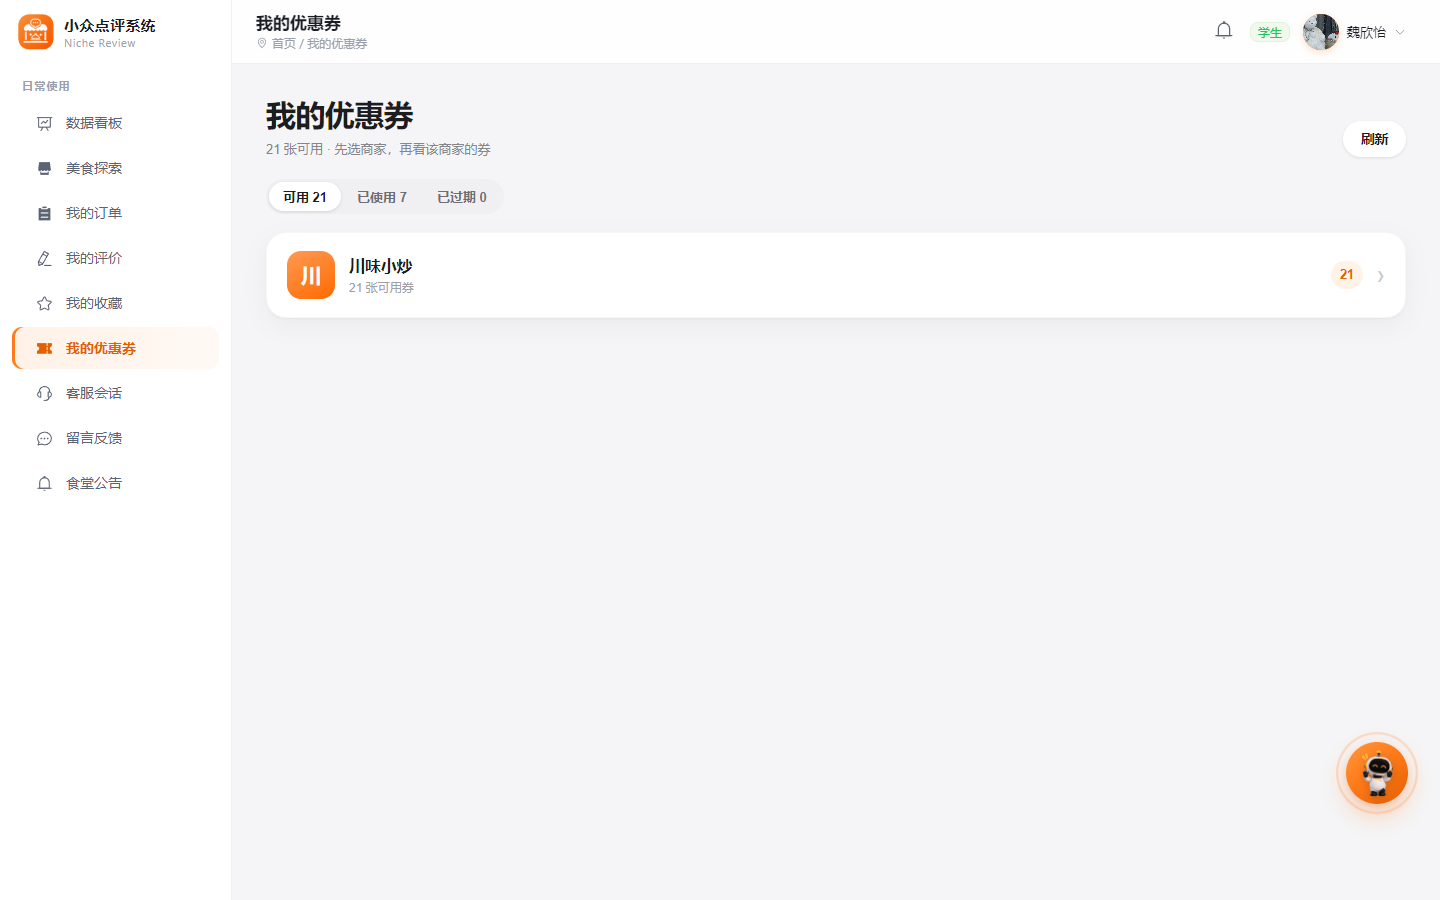 小众点评系统
Niche Review
日常使用
数据看板
美食探索
我的订单
我的评价
我的收藏
我的优惠券
客服会话
留言反馈
食堂公告
我的优惠券
首页 / 我的优惠券
学生
魏欣怡
我的优惠券
21 张可用 · 先选商家，再看该商家的券
刷新
可用 21
已使用 7
已过期 0
川
川味小炒
21 张可用券
21